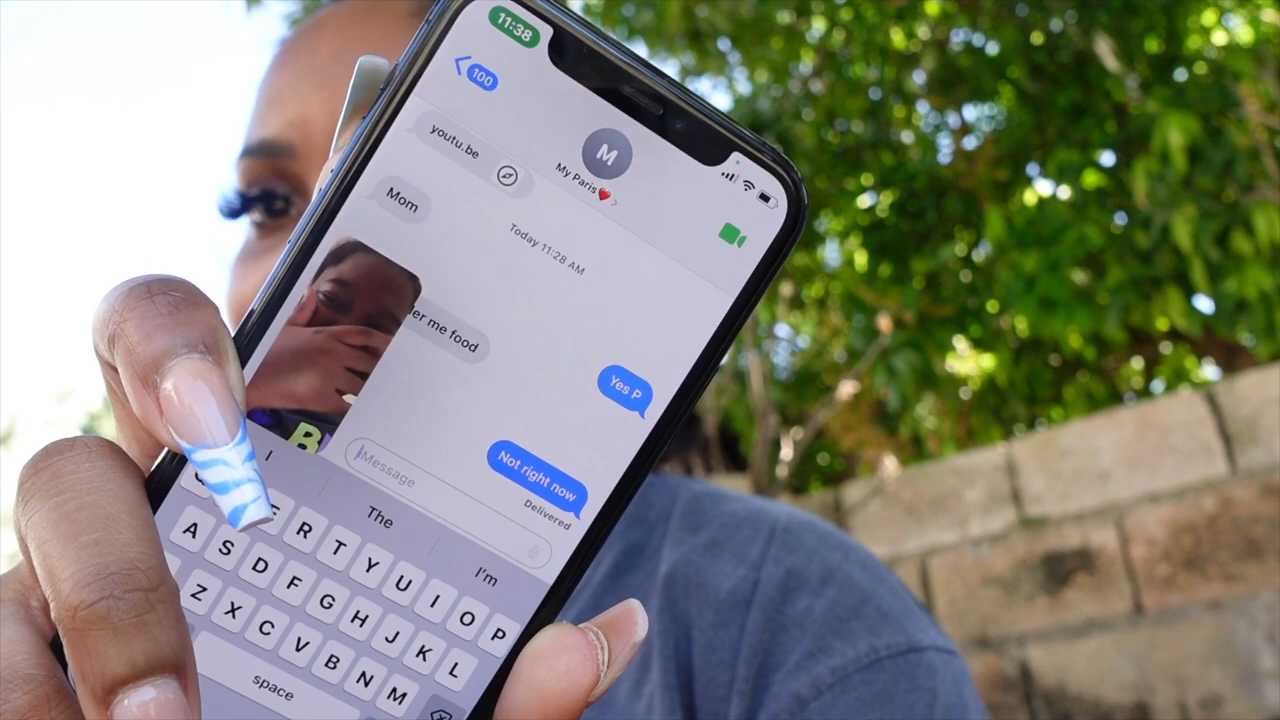 11:38
100
M
My Paris❤️
youtu.be
Mom
Today 11:28 AM
er me food
Yes P
Not right now
Delivered
iMessage
I
The
I'm
R T Y U I O P
A S D F G H J K L
Z X C V B N M
space